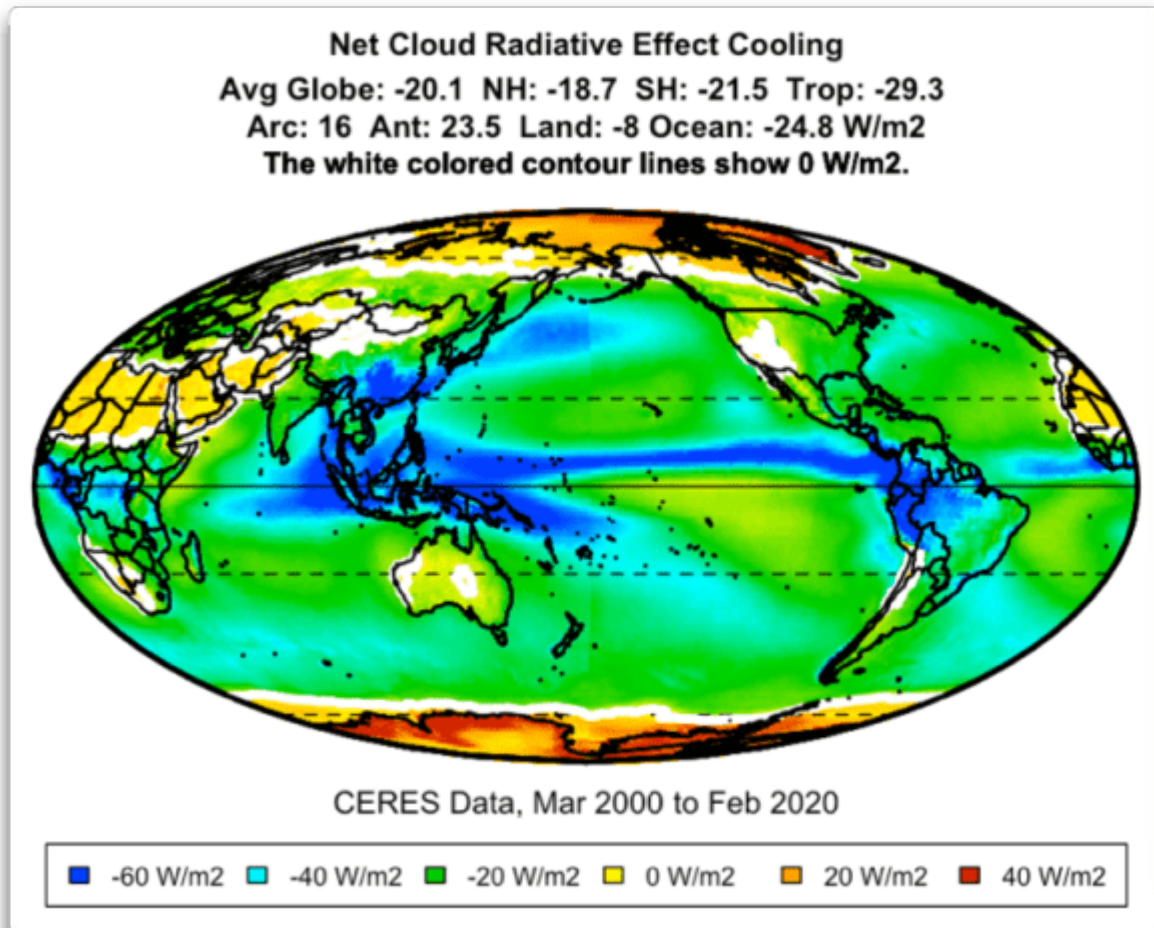 Net Cloud Radiative Effect Cooling
Avg Globe: -20.1 NH: -18.7 SH: -21.5 Trop: -29.3
Arc: 16 Ant: 23.5 Land: -8 Ocean: -24.8 W/m2
The white colored contour lines show 0 W/m2.
CERES Data, Mar 2000 to Feb 2020
-60 W/m2 -40 W/m2 -20 W/m2 0 W/m2 20 W/m2 40 W/m2